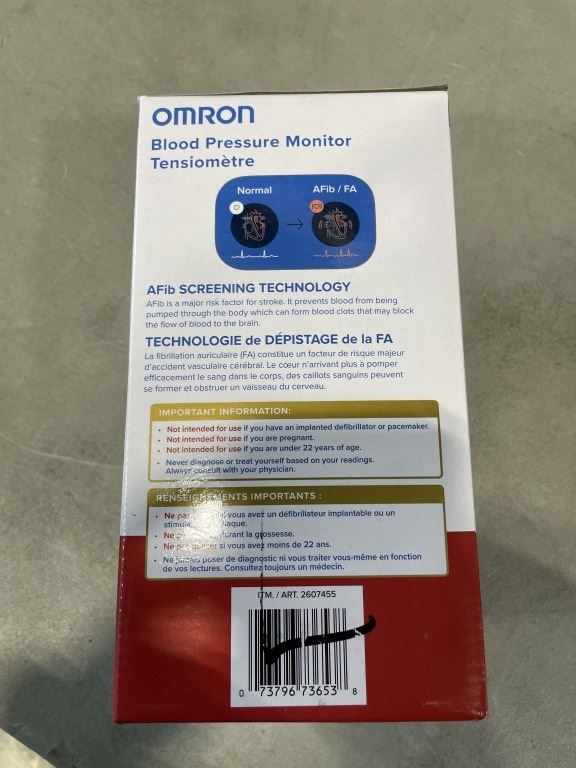 OMRON
Blood Pressure Monitor
Tensiomètre
Normal
AFib / FA
AFib SCREENING TECHNOLOGY
AFib is a major risk factor for stroke. It prevents blood from being
pumped through the body which can form blood clots that may block
the flow of blood to the brain.
TECHNOLOGIE de DÉPISTAGE de la FA
La fibrillation auriculaire (FA) constitue un facteur de risque majeur
d'accident vasculaire cérébral. Le cœur n'arrivant plus à pomper
efficacement le sang dans le corps, des caillots sanguins peuvent
se former et obstruer un vaisseau du cerveau.
IMPORTANT INFORMATION:
• Not intended for use if you have an implanted defibrillator or pacemaker.
• Not intended for use if you are pregnant.
• Not intended for use if you are under 22 years of age.
• Never diagnose or treat yourself based on your readings.
Always consult with your physician.
RENSEIGNEMENTS IMPORTANTS :
• Ne vous avez un défibrillateur implantable ou un
• Ne durant la grossesse.
• Ne pas utiliser si vous avez moins de 22 ans.
• Ne jamais poser de diagnostic ni vous traiter vous-même en fonction
de vos lectures. Consultez toujours un médecin.
ITM. / ART. 2607455
0 73796 73653 8